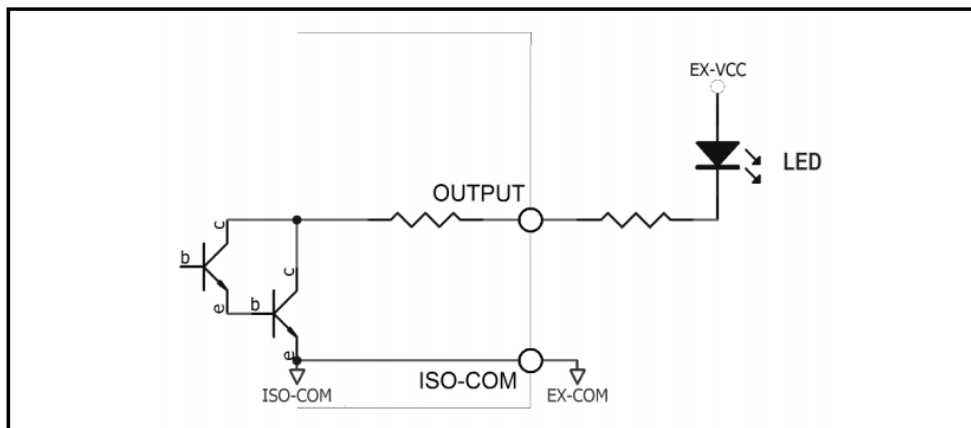 EX-VCC
LED
OUTPUT
c
b
c
e
b
e
ISO-COM
ISO-COM
EX-COM